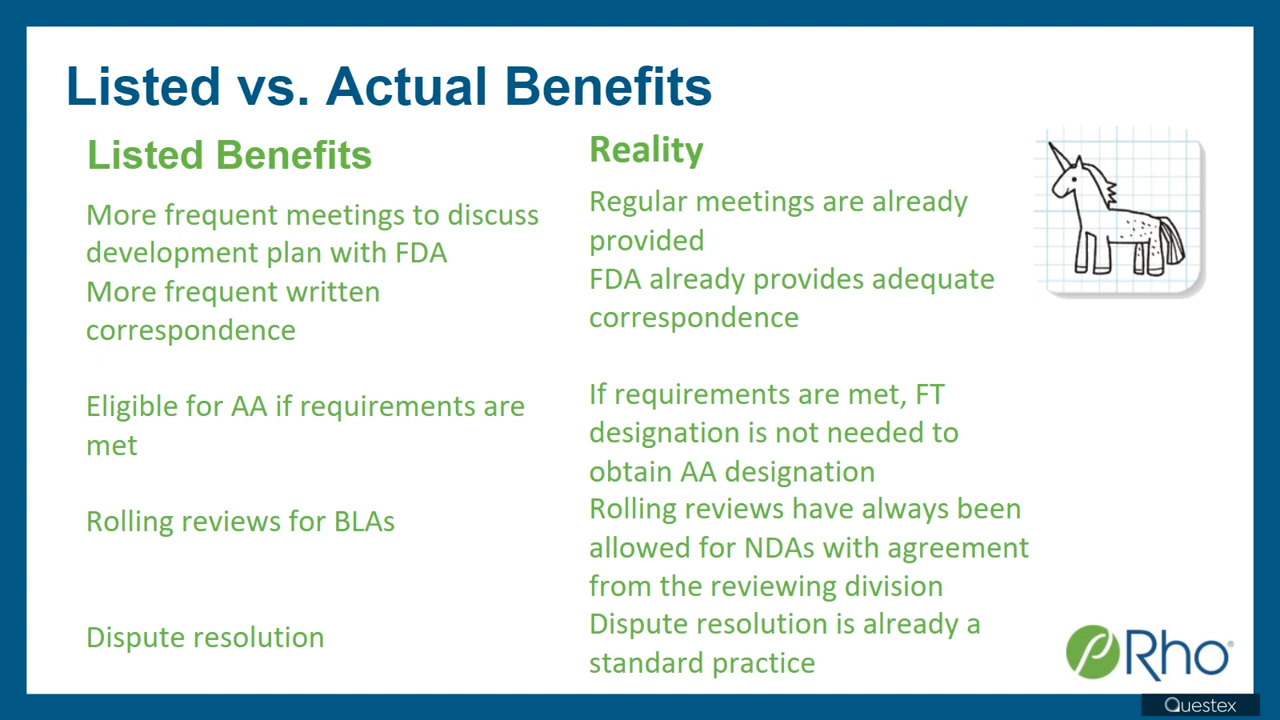 Listed vs. Actual Benefits
Listed Benefits
More frequent meetings to discuss
development plan with FDA
More frequent written
correspondence
Eligible for AA if requirements are
met
Rolling reviews for BLAs
Dispute resolution
Reality
Regular meetings are already
provided
FDA already provides adequate
correspondence
If requirements are met, FT
designation is not needed to
obtain AA designation
Rolling reviews have always been
allowed for NDAs with agreement
from the reviewing division
Dispute resolution is already a
standard practice
Rho®
Questex